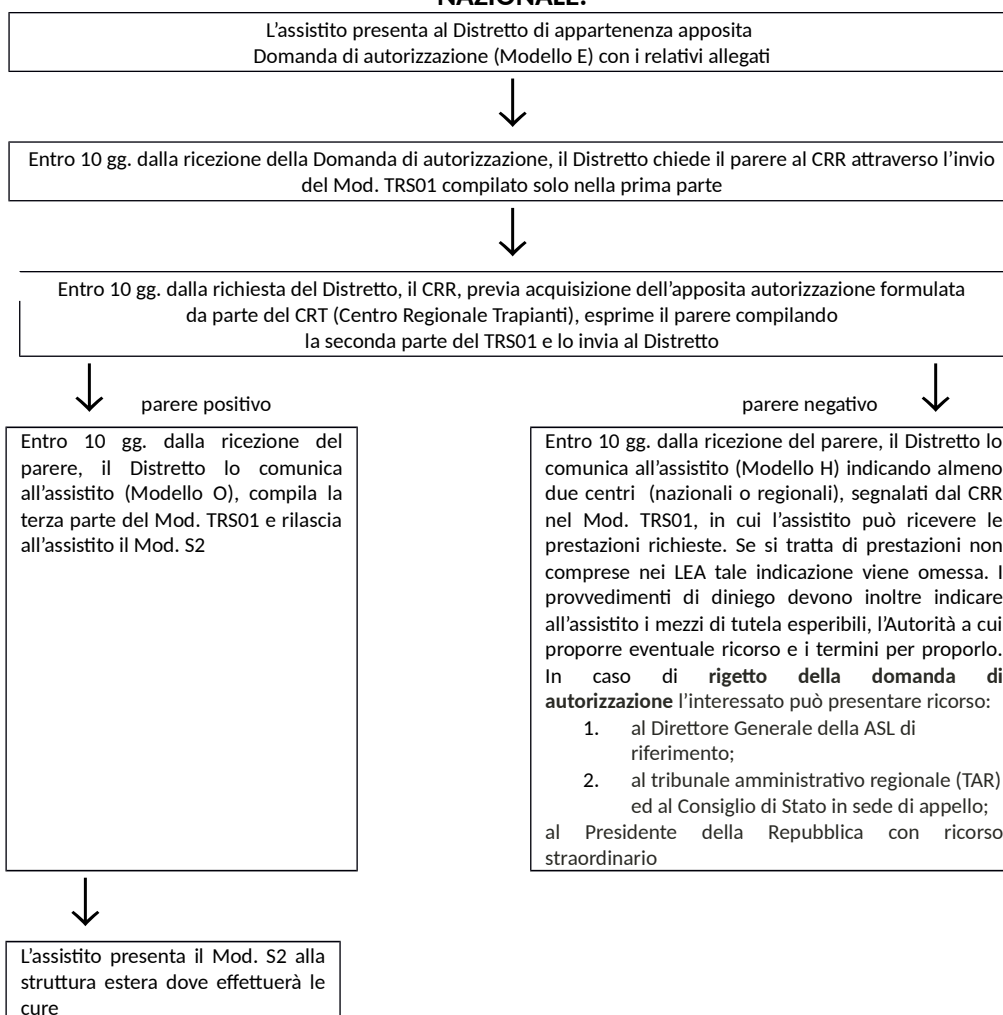 NAZIONALE.
L'assistito presenta al Distretto di appartenenza apposita
Domanda di autorizzazione (Modello E) con i relativi allegati
Entro 10 gg. dalla ricezione della Domanda di autorizzazione, il Distretto chiede il parere al CRR attraverso l'invio
del Mod. TRS01 compilato solo nella prima parte
Entro 10 gg. dalla richiesta del Distretto, il CRR, previa acquisizione dell'apposita autorizzazione formulata
da parte del CRT (Centro Regionale Trapianti), esprime il parere compilando
la seconda parte del TRS01 e lo invia al Distretto
parere positivo
Entro 10 gg. dalla ricezione del
parere, il Distretto lo comunica
all'assistito (Modello O), compila la
terza parte del Mod. TRS01 e rilascia
all'assistito il Mod. S2
parere negativo
Entro 10 gg. dalla ricezione del parere, il Distretto lo
comunica all'assistito (Modello H) indicando almeno
due centri (nazionali o regionali), segnalati dal CRR
nel Mod. TRS01, in cui l'assistito può ricevere le
prestazioni richieste. Se si tratta di prestazioni non
comprese nei LEA tale indicazione viene omessa. I
provvedimenti di diniego devono inoltre indicare
all'assistito i mezzi di tutela esperibili, l'Autorità a cui
proporre eventuale ricorso e i termini per proporlo.
In caso di rigetto della domanda di
autorizzazione l'interessato può presentare ricorso:
1. al Direttore Generale della ASL di
riferimento;
2. al tribunale amministrativo regionale (TAR)
ed al Consiglio di Stato in sede di appello;
al Presidente della Repubblica con ricorso
straordinario
L'assistito presenta il Mod. S2 alla
struttura estera dove effettuerà le
cure